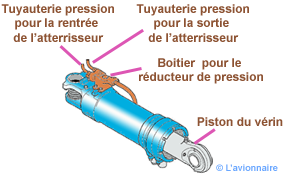 Tuyauterie pression
pour la rentrée
de l'atterrisseur
Tuyauterie pression
pour la sortie
de l'atterrisseur
Boitier pour le
réducteur de pression
Piston du vérin
© L'avionnaire